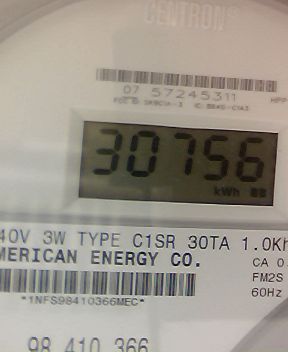 CENTRON®
07 57245311
30756
kWh
40V 3W TYPE C1SR 30TA 1.0Kh
MERICAN ENERGY CO.
CA 0.
FM2S
60Hz
*1NFS98410366MEC*
98 410 366